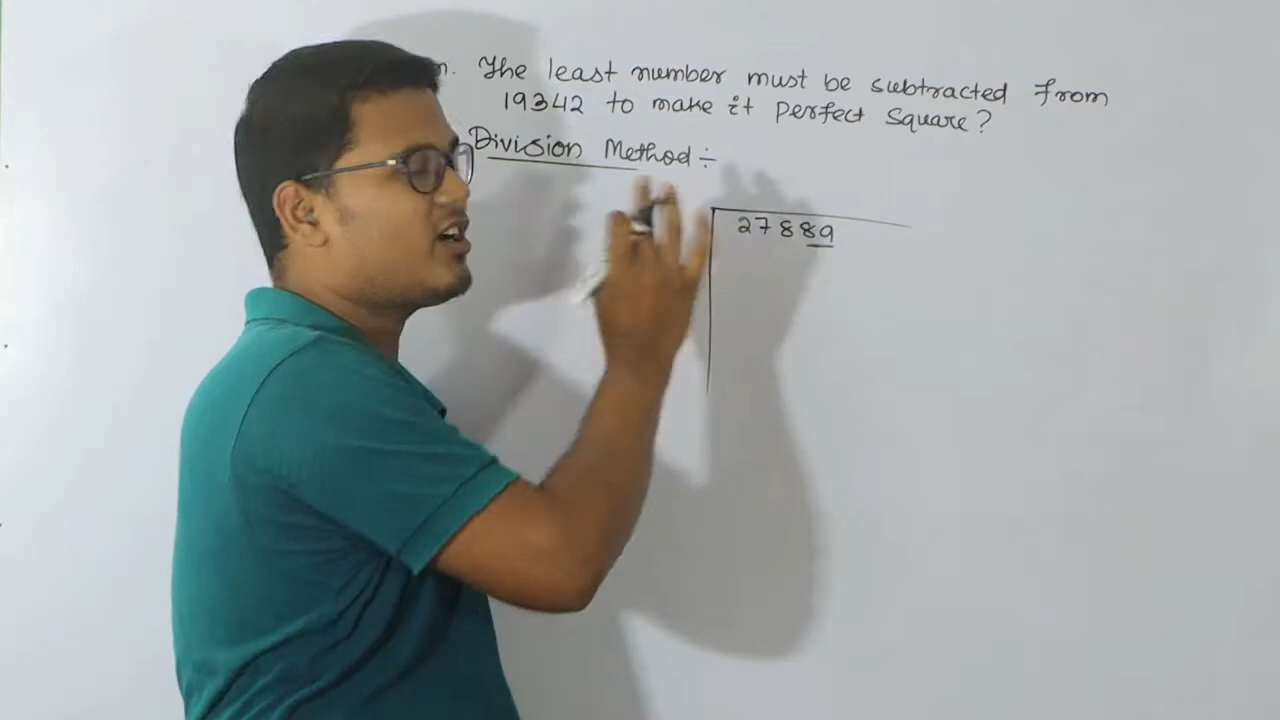 n. The least number must be subtracted from
19342 to make it perfect square?
Division Method ÷
27889